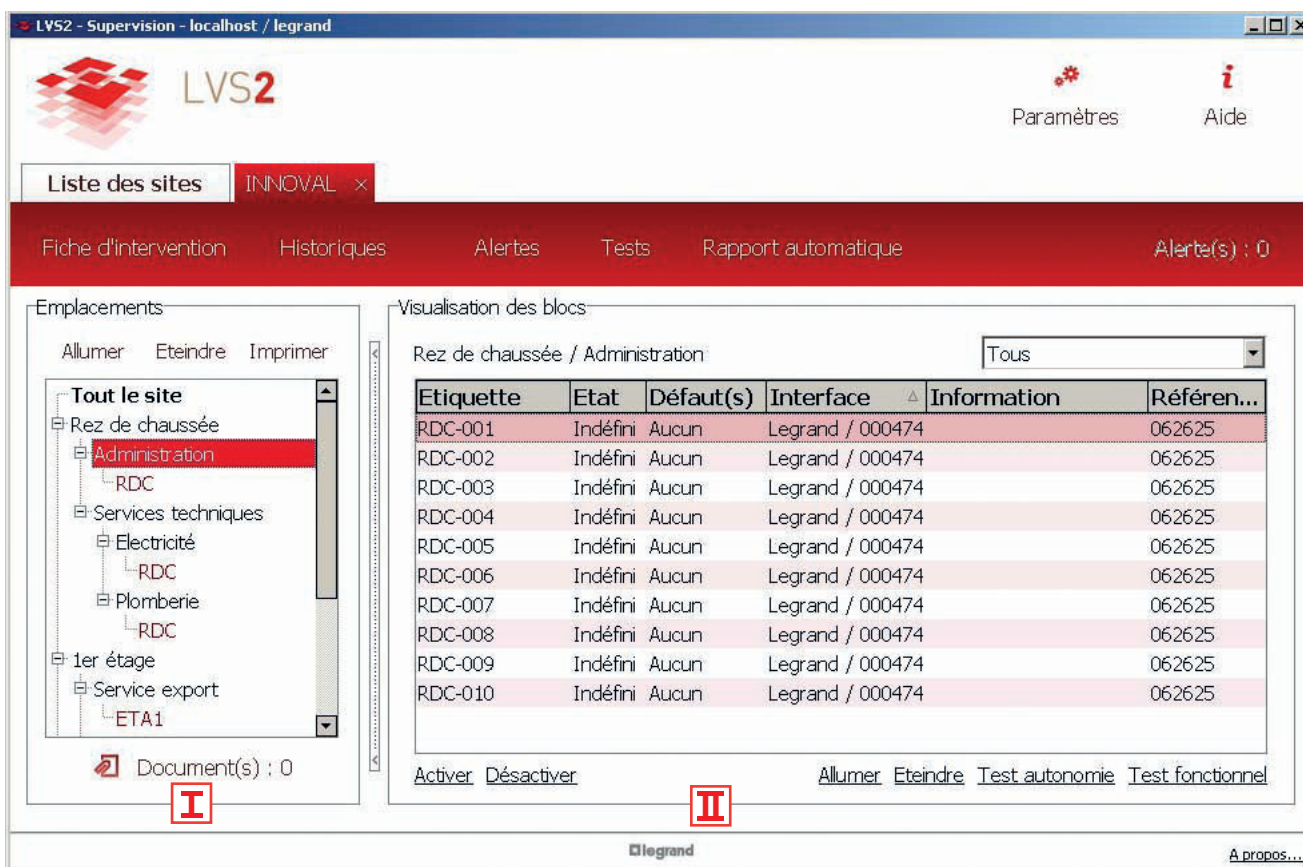 LVS2 - Supervision - localhost / legrand
LVS2
Paramètres
Aide
Liste des sites
INNOVAL ×
Fiche d'intervention
Historiques
Alertes
Tests
Rapport automatique
Alerte(s) : 0
Emplacements
Allumer Eteindre Imprimer
Tout le site
Rez de chaussée
Administration
RDC
Services techniques
Electricité
RDC
Plomberie
RDC
1er étage
Service export
ETA1
Document(s) : 0
I
Visualisation des blocs
Rez de chaussée / Administration
Tous
Etiquette Etat Défaut(s) Interface Information Référen...
RDC-001 Indéfini Aucun Legrand / 000474 062625
RDC-002 Indéfini Aucun Legrand / 000474 062625
RDC-003 Indéfini Aucun Legrand / 000474 062625
RDC-004 Indéfini Aucun Legrand / 000474 062625
RDC-005 Indéfini Aucun Legrand / 000474 062625
RDC-006 Indéfini Aucun Legrand / 000474 062625
RDC-007 Indéfini Aucun Legrand / 000474 062625
RDC-008 Indéfini Aucun Legrand / 000474 062625
RDC-009 Indéfini Aucun Legrand / 000474 062625
RDC-010 Indéfini Aucun Legrand / 000474 062625
Activer Désactiver
Allumer Eteindre Test autonomie Test fonctionnel
II
legrand
A propos...